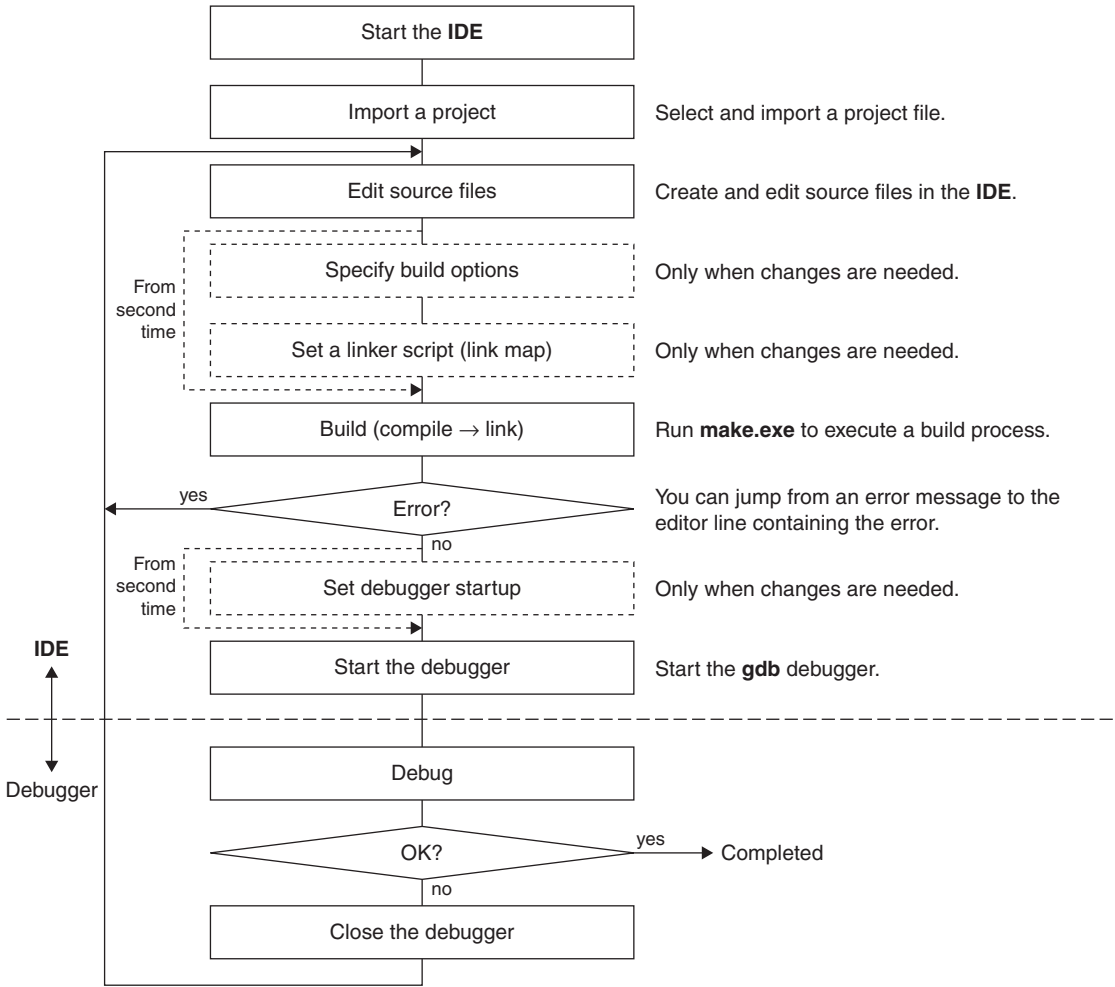 Start the IDE
Import a project
Select and import a project file.
Edit source files
Create and edit source files in the IDE.
Specify build options
Only when changes are needed.
From
second
time
Set a linker script (link map)
Only when changes are needed.
Build (compile → link)
Run make.exe to execute a build process.
yes
Error?
You can jump from an error message to the
editor line containing the error.
no
From
second
time
Set debugger startup
Only when changes are needed.
IDE
Start the debugger
Start the gdb debugger.
Debugger
Debug
OK?
yes
Completed
no
Close the debugger